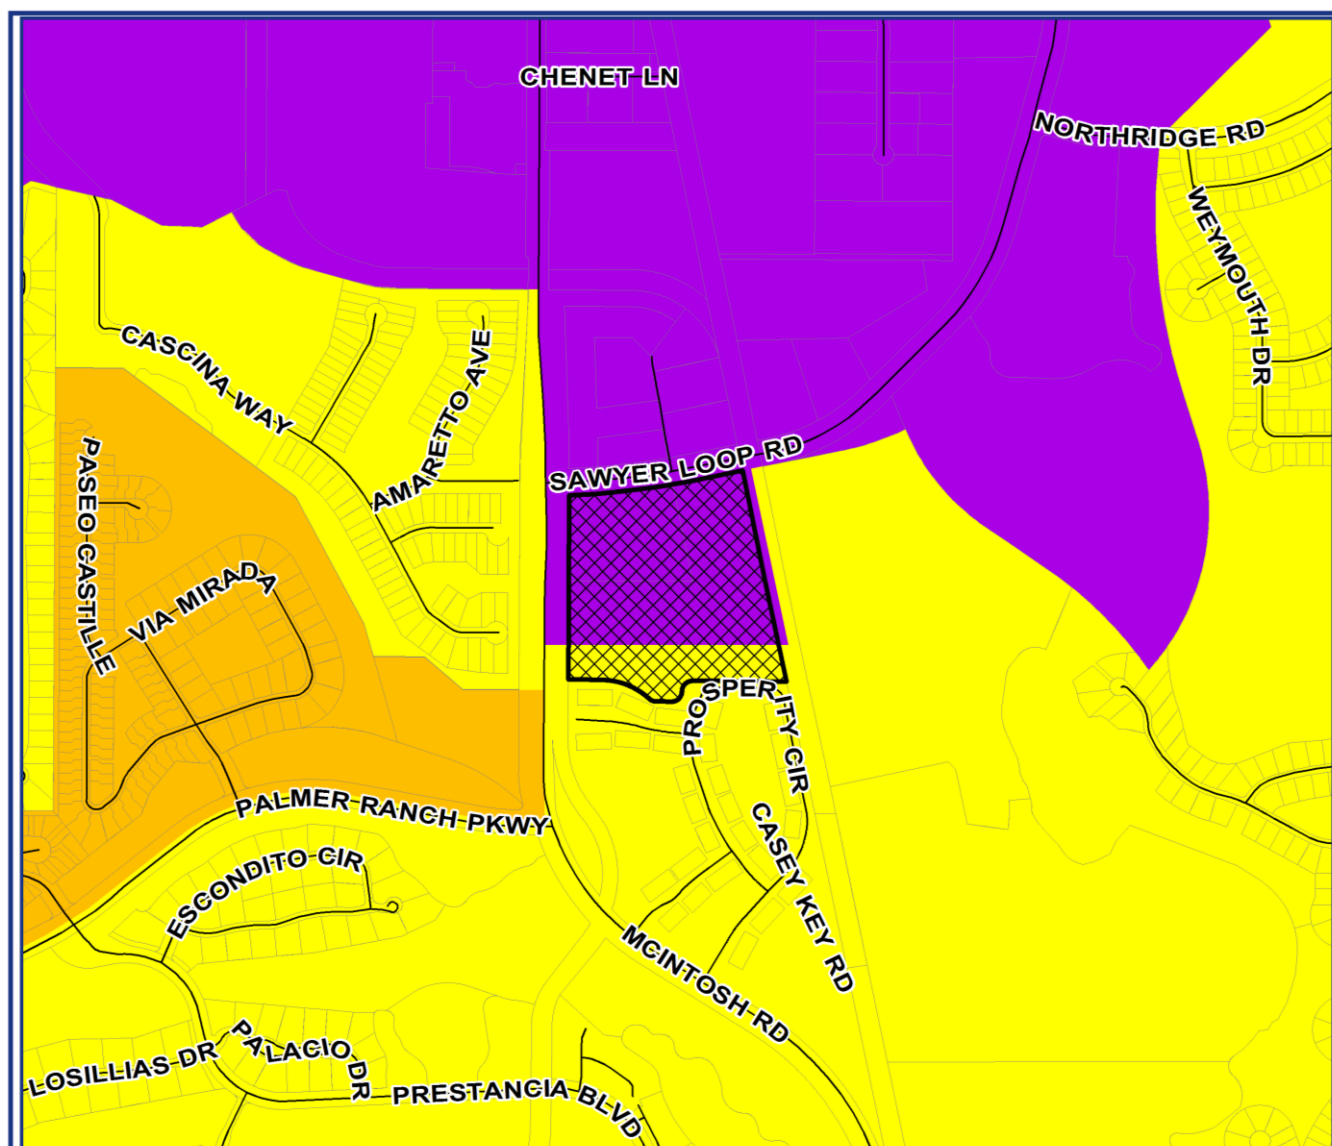 CHENET LN
NORTHRIDGE RD
WEYMOUTH DR
CASCINA WAY
AMARETTO AVE
SAWYER LOOP RD
PASEO CASTILLE
VIA MIRADA
PROSPERITY CIR
PALMER RANCH PKWY
CASEY KEY RD
ESCONDITO CIR
MCINTOSH RD
LOSILLIAS DR
PALACIO DR
PRESTANCIA BLVD